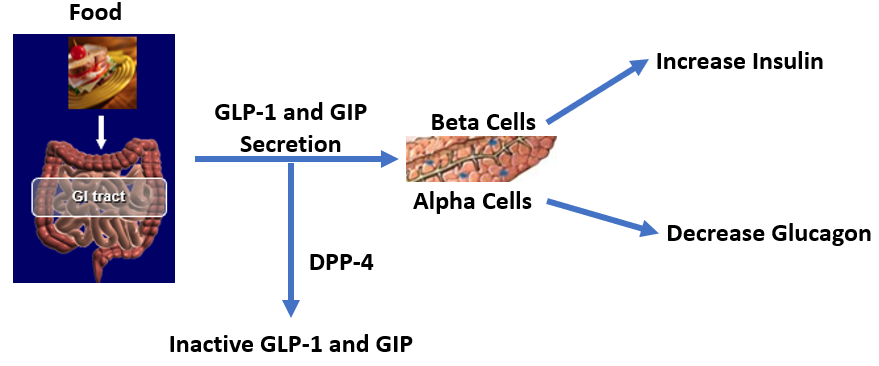 Food
GI tract
GLP-1 and GIP
Secretion
DPP-4
Inactive GLP-1 and GIP
Beta Cells
Alpha Cells
Increase Insulin
Decrease Glucagon